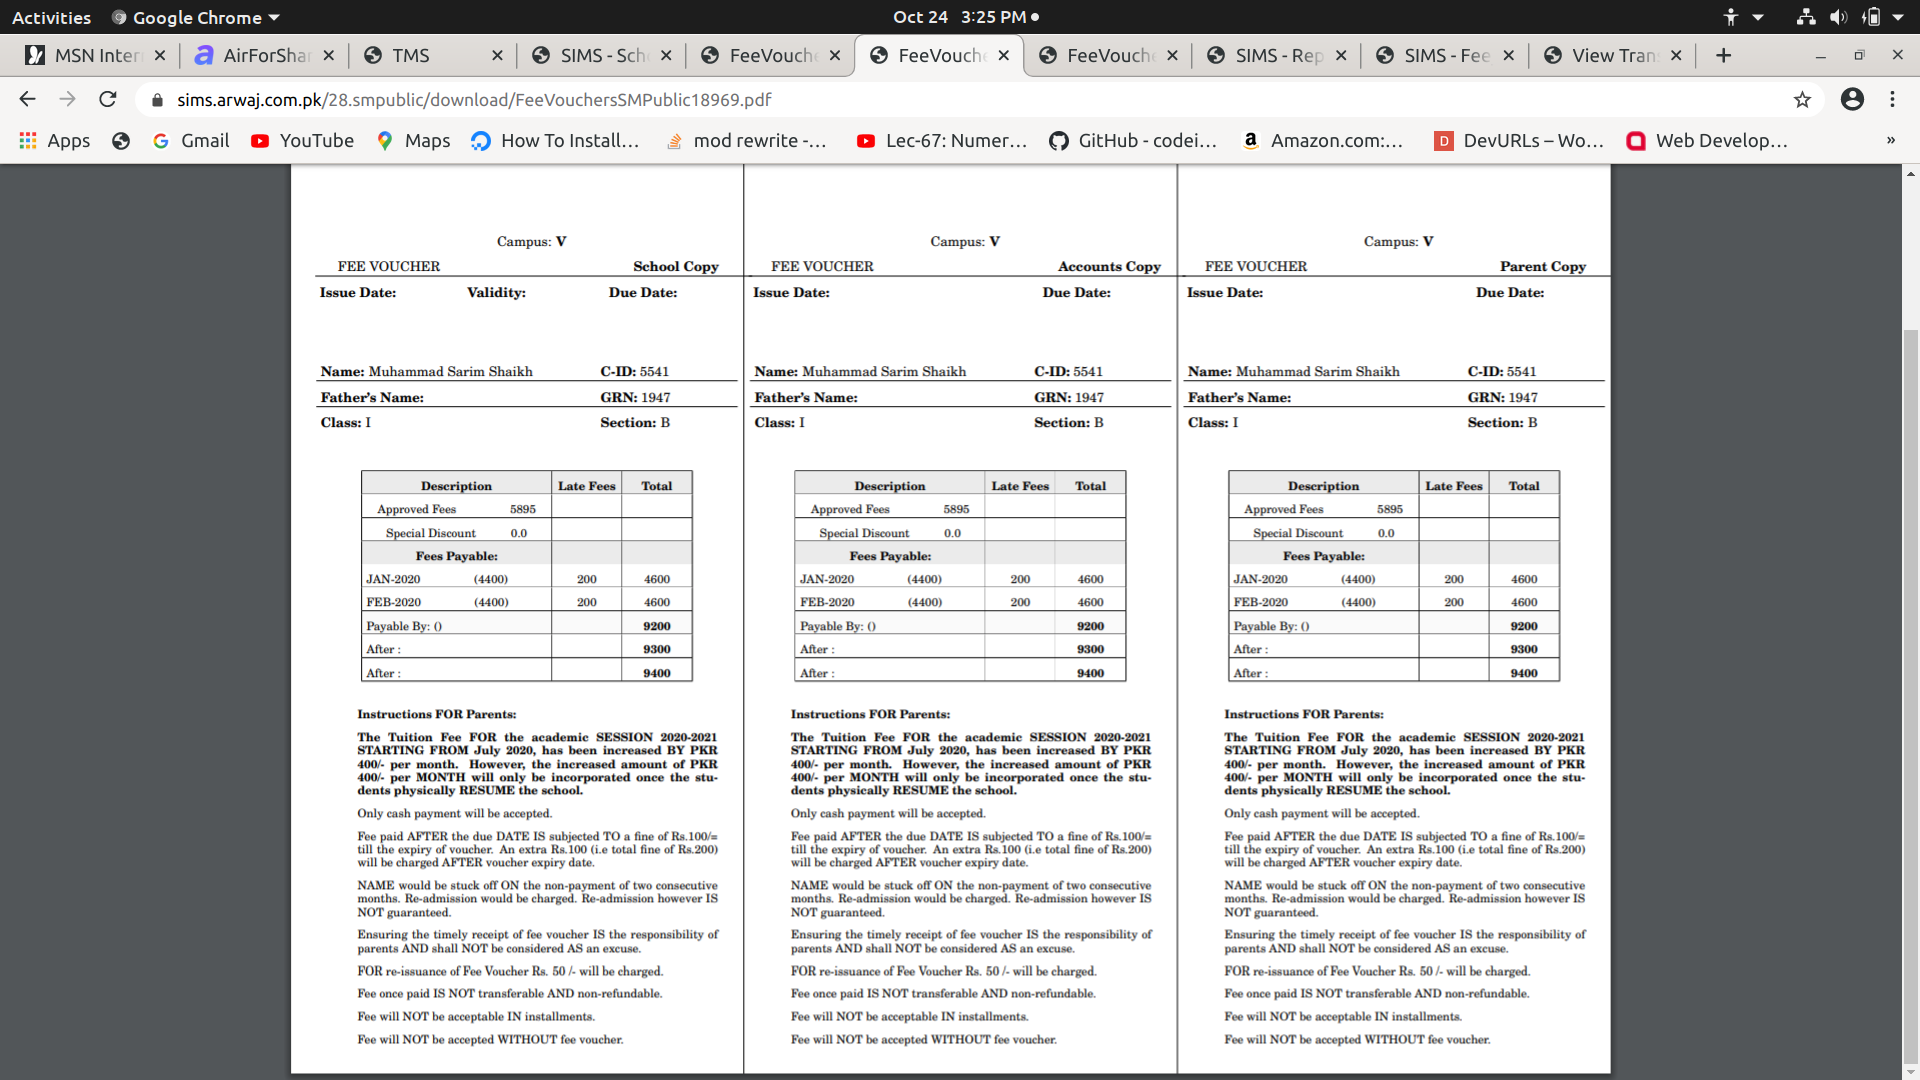 Activities Google Chrome Oct 24 3:25 PM
MSN Inter AirForShar TMS SIMS - Sch FeeVouch FeeVouch FeeVouch SIMS - Rep SIMS - Fee View Tran
sims.arwaj.com.pk/28.smpublic/download/FeeVouchersSMPublic18969.pdf
Apps Gmail YouTube Maps How To Install... mod rewrite -... Lec-67: Numer... GitHub - codei... Amazon.com:... DevURLs – Wo... Web Develop... »
Campus: V
FEE VOUCHER School Copy
Issue Date: Validity: Due Date:
Name: Muhammad Sarim Shaikh C-ID: 5541
Father's Name: GRN: 1947
Class: I Section: B
Description Late Fees Total
Approved Fees 5895
Special Discount 0.0
Fees Payable:
JAN-2020 (4400) 200 4600
FEB-2020 (4400) 200 4600
Payable By: () 9200
After : 9300
After : 9400
Instructions FOR Parents:
The Tuition Fee FOR the academic SESSION 2020-2021
STARTING FROM July 2020, has been increased BY PKR
400/- per month. However, the increased amount of PKR
400/- per MONTH will only be incorporated once the stu-
dents physically RESUME the school.
Only cash payment will be accepted.
Fee paid AFTER the due DATE IS subjected TO a fine of Rs.100/=
till the expiry of voucher. An extra Rs.100 (i.e total fine of Rs.200)
will be charged AFTER voucher expiry date.
NAME would be stuck off ON the non-payment of two consecutive
months. Re-admission would be charged. Re-admission however IS
NOT guaranteed.
Ensuring the timely receipt of fee voucher IS the responsibility of
parents AND shall NOT be considered AS an excuse.
FOR re-issuance of Fee Voucher Rs. 50 /- will be charged.
Fee once paid IS NOT transferable AND non-refundable.
Fee will NOT be acceptable IN installments.
Fee will NOT be accepted WITHOUT fee voucher.
Campus: V
FEE VOUCHER Accounts Copy
Issue Date: Due Date:
Name: Muhammad Sarim Shaikh C-ID: 5541
Father's Name: GRN: 1947
Class: I Section: B
Description Late Fees Total
Approved Fees 5895
Special Discount 0.0
Fees Payable:
JAN-2020 (4400) 200 4600
FEB-2020 (4400) 200 4600
Payable By: () 9200
After : 9300
After : 9400
Instructions FOR Parents:
The Tuition Fee FOR the academic SESSION 2020-2021
STARTING FROM July 2020, has been increased BY PKR
400/- per month. However, the increased amount of PKR
400/- per MONTH will only be incorporated once the stu-
dents physically RESUME the school.
Only cash payment will be accepted.
Fee paid AFTER the due DATE IS subjected TO a fine of Rs.100/=
till the expiry of voucher. An extra Rs.100 (i.e total fine of Rs.200)
will be charged AFTER voucher expiry date.
NAME would be stuck off ON the non-payment of two consecutive
months. Re-admission would be charged. Re-admission however IS
NOT guaranteed.
Ensuring the timely receipt of fee voucher IS the responsibility of
parents AND shall NOT be considered AS an excuse.
FOR re-issuance of Fee Voucher Rs. 50 /- will be charged.
Fee once paid IS NOT transferable AND non-refundable.
Fee will NOT be acceptable IN installments.
Fee will NOT be accepted WITHOUT fee voucher.
Campus: V
FEE VOUCHER Parent Copy
Issue Date: Due Date:
Name: Muhammad Sarim Shaikh C-ID: 5541
Father's Name: GRN: 1947
Class: I Section: B
Description Late Fees Total
Approved Fees 5895
Special Discount 0.0
Fees Payable:
JAN-2020 (4400) 200 4600
FEB-2020 (4400) 200 4600
Payable By: () 9200
After : 9300
After : 9400
Instructions FOR Parents:
The Tuition Fee FOR the academic SESSION 2020-2021
STARTING FROM July 2020, has been increased BY PKR
400/- per month. However, the increased amount of PKR
400/- per MONTH will only be incorporated once the stu-
dents physically RESUME the school.
Only cash payment will be accepted.
Fee paid AFTER the due DATE IS subjected TO a fine of Rs.100/=
till the expiry of voucher. An extra Rs.100 (i.e total fine of Rs.200)
will be charged AFTER voucher expiry date.
NAME would be stuck off ON the non-payment of two consecutive
months. Re-admission would be charged. Re-admission however IS
NOT guaranteed.
Ensuring the timely receipt of fee voucher IS the responsibility of
parents AND shall NOT be considered AS an excuse.
FOR re-issuance of Fee Voucher Rs. 50 /- will be charged.
Fee once paid IS NOT transferable AND non-refundable.
Fee will NOT be acceptable IN installments.
Fee will NOT be accepted WITHOUT fee voucher.